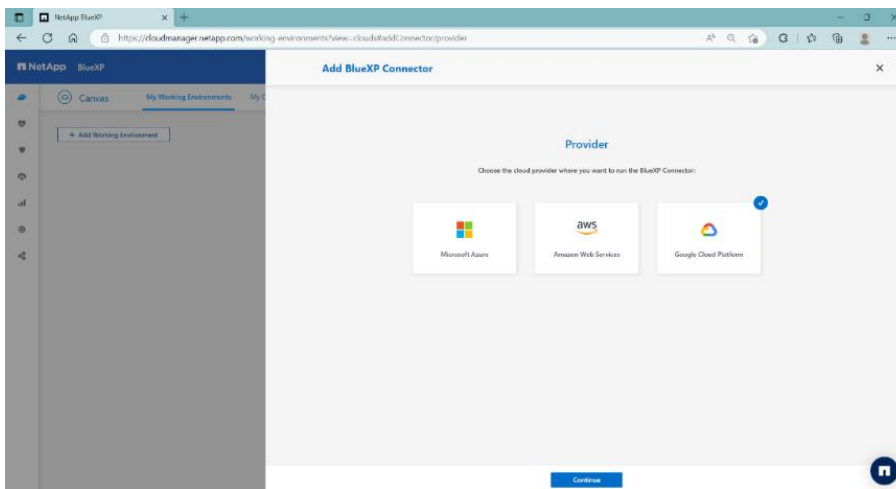 NetApp BlueXP
https://cloudmanager.netapp.com/working-environments?view=clouds#addConnector/provider
NetApp BlueXP
Add BlueXP Connector
Canvas
My Working Environments
My C
+ Add Working Environment
Provider
Choose the cloud provider where you want to run the BlueXP Connector:
aws
Microsoft Azure
Amazon Web Services
Google Cloud Platform
Continue